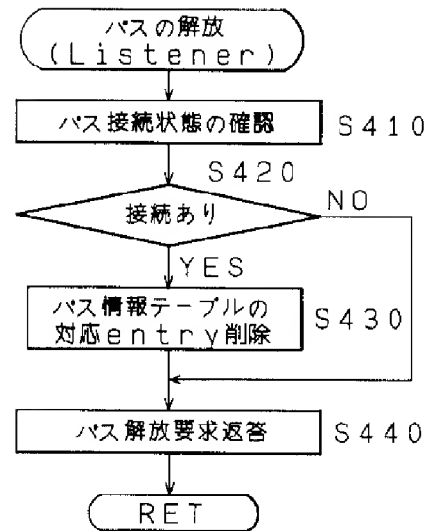 パスの解放
(Listener)
パス接続状態の確認
S410
S420
接続あり
NO
YES
パス情報テーブルの
対応entry削除
S430
パス解放要求返答
S440
RET